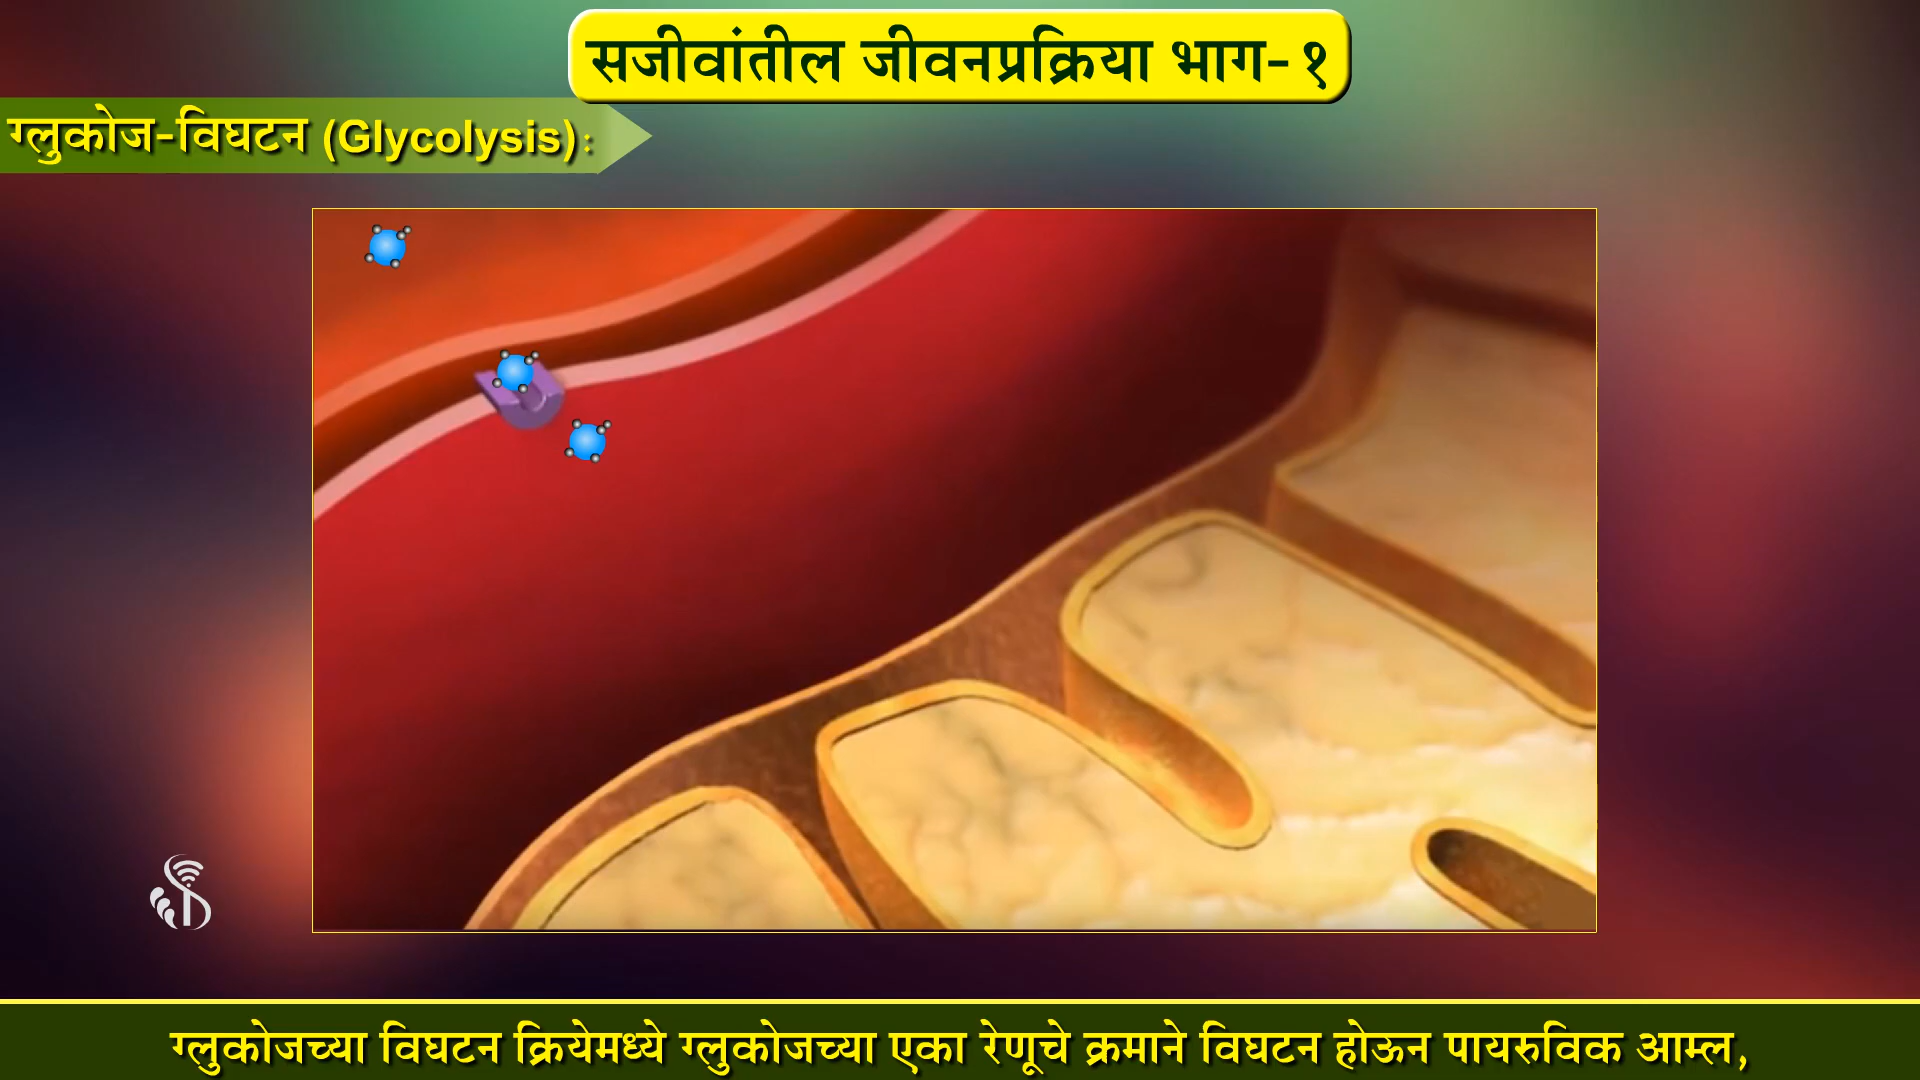 सजीवांतील जीवनप्रक्रिया भाग-१
ग्लुकोज-विघटन (Glycolysis):
ग्लुकोजच्या विघटन क्रियेमध्ये ग्लुकोजच्या एका रेणूचे क्रमाने विघटन होऊन पायरुविक आम्ल,